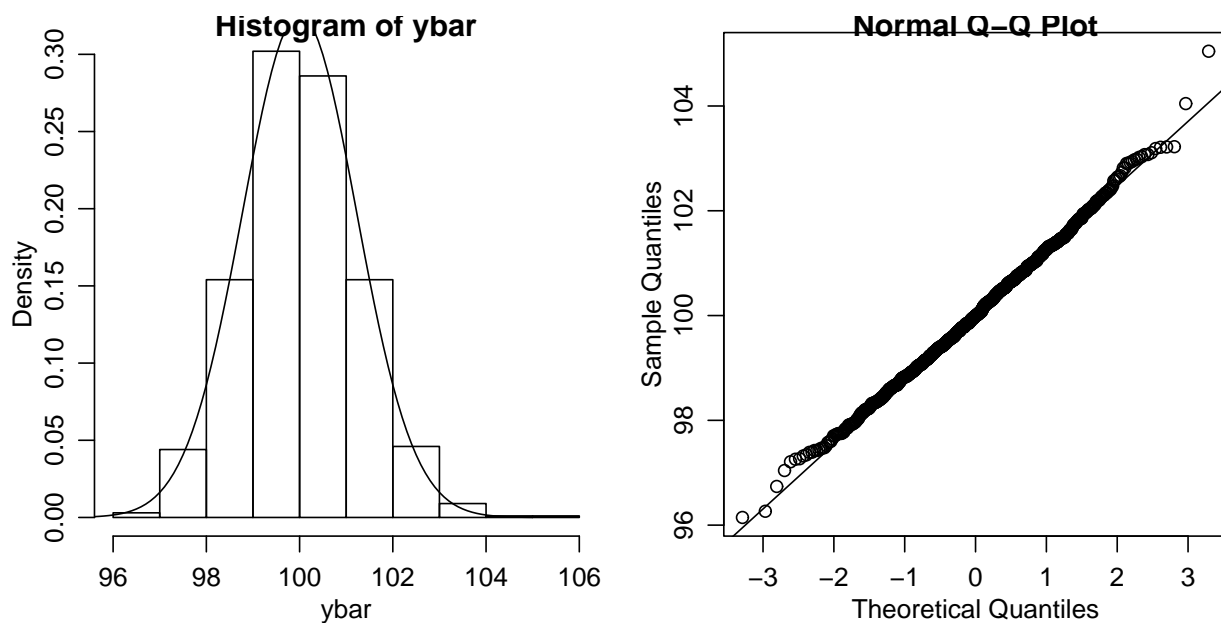 Histogram of ybar
Density
0.00 0.05 0.10 0.15 0.20 0.25 0.30
96 98 100 102 104 106
ybar
Normal Q−Q Plot
Sample Quantiles
96 98 100 102 104
−3 −2 −1 0 1 2 3
Theoretical Quantiles